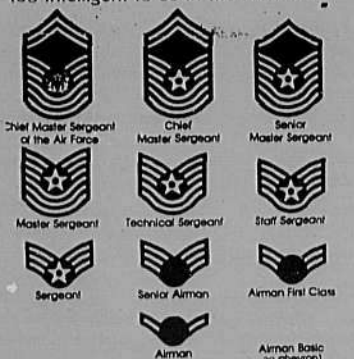 Chief Master Sergeant
of the Air Force
Chief
Master Sergeant
Senior
Master Sergeant
Master Sergeant
Technical Sergeant
Staff Sergeant
Sergeant
Senior Airman
Airman First Class
Airman
Airman Basic